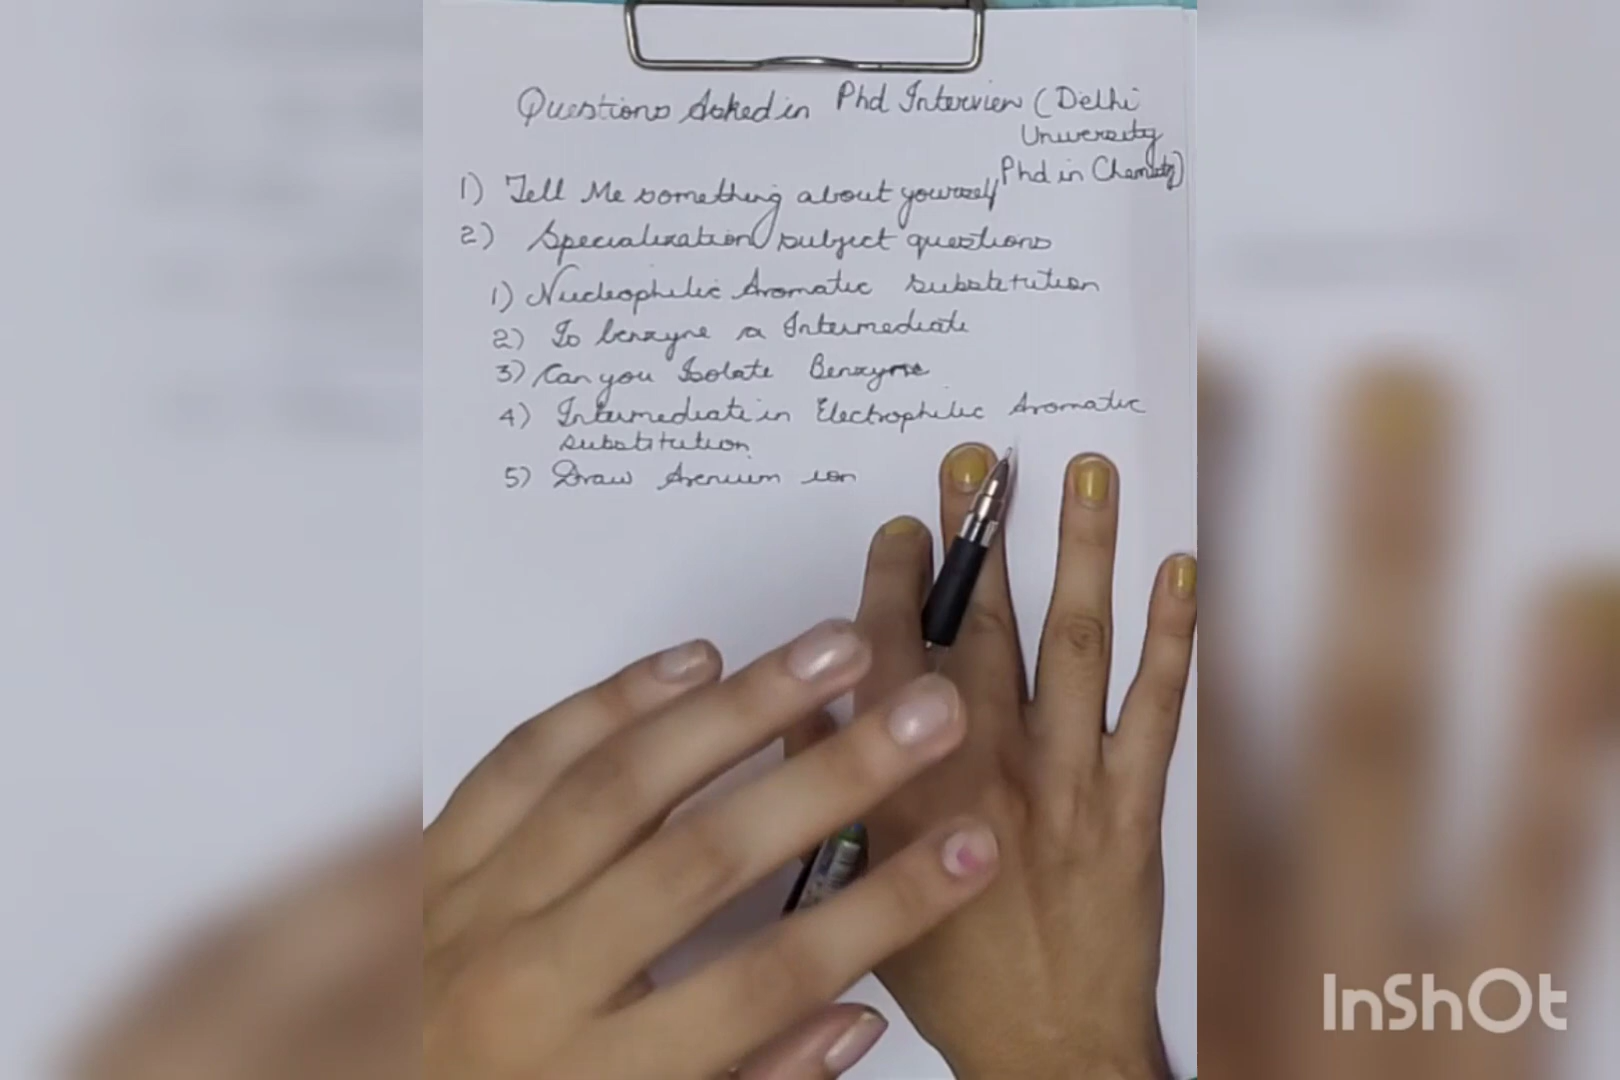 Questions Asked in Phd Interview (Delhi
University
Phd in Chemistry)
1) Tell Me something about yourself
2) Specialization subject questions
1) Nucleophilic Aromatic substitution
2) Is benzyne a Intermediate
3) Can you Isolate Benzyne
4) Intermediate in Electrophilic Aromatic
substitution
5) Draw Arenium ion
InShOt